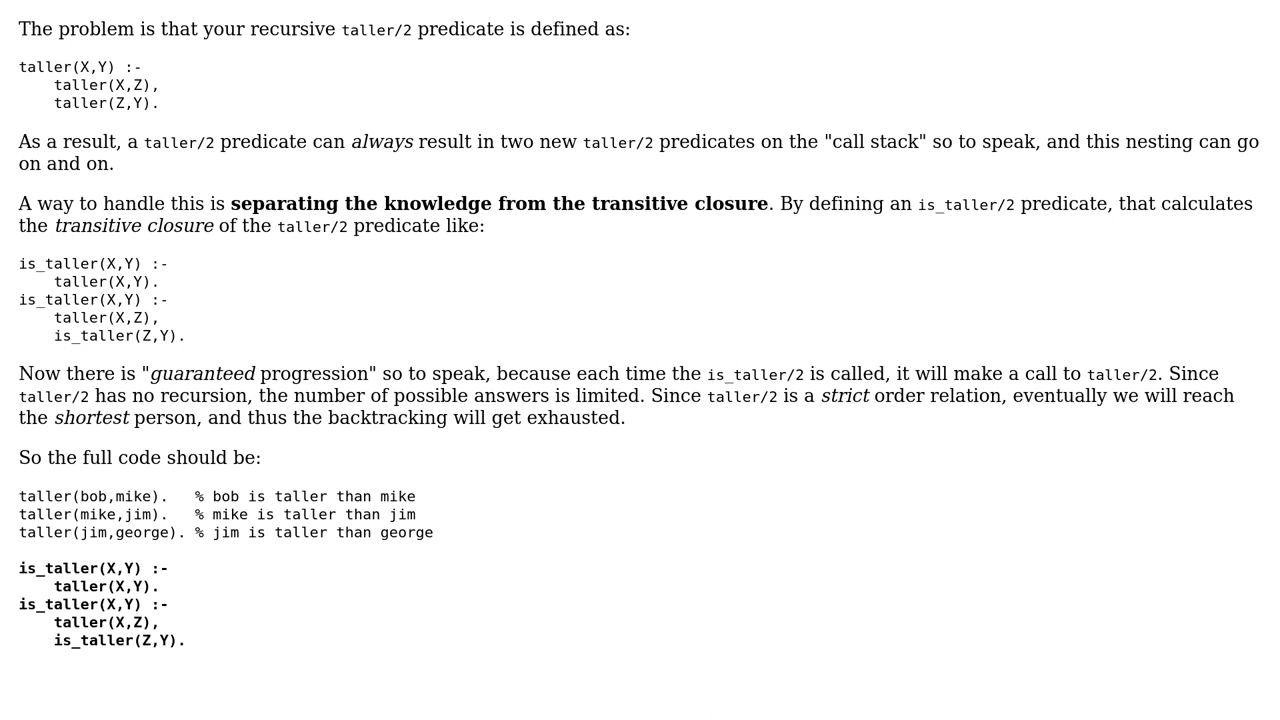 The problem is that your recursive taller/2 predicate is defined as:
taller(X,Y) :-
    taller(X,Z),
    taller(Z,Y).
As a result, a taller/2 predicate can always result in two new taller/2 predicates on the "call stack" so to speak, and this nesting can go
on and on.
A way to handle this is separating the knowledge from the transitive closure. By defining an is_taller/2 predicate, that calculates
the transitive closure of the taller/2 predicate like:
is_taller(X,Y) :-
    taller(X,Y).
is_taller(X,Y) :-
    taller(X,Z),
    is_taller(Z,Y).
Now there is "guaranteed progression" so to speak, because each time the is_taller/2 is called, it will make a call to taller/2. Since
taller/2 has no recursion, the number of possible answers is limited. Since taller/2 is a strict order relation, eventually we will reach
the shortest person, and thus the backtracking will get exhausted.
So the full code should be:
taller(bob,mike).   % bob is taller than mike
taller(mike,jim).   % mike is taller than jim
taller(jim,george). % jim is taller than george
is_taller(X,Y) :-
    taller(X,Y).
is_taller(X,Y) :-
    taller(X,Z),
    is_taller(Z,Y).